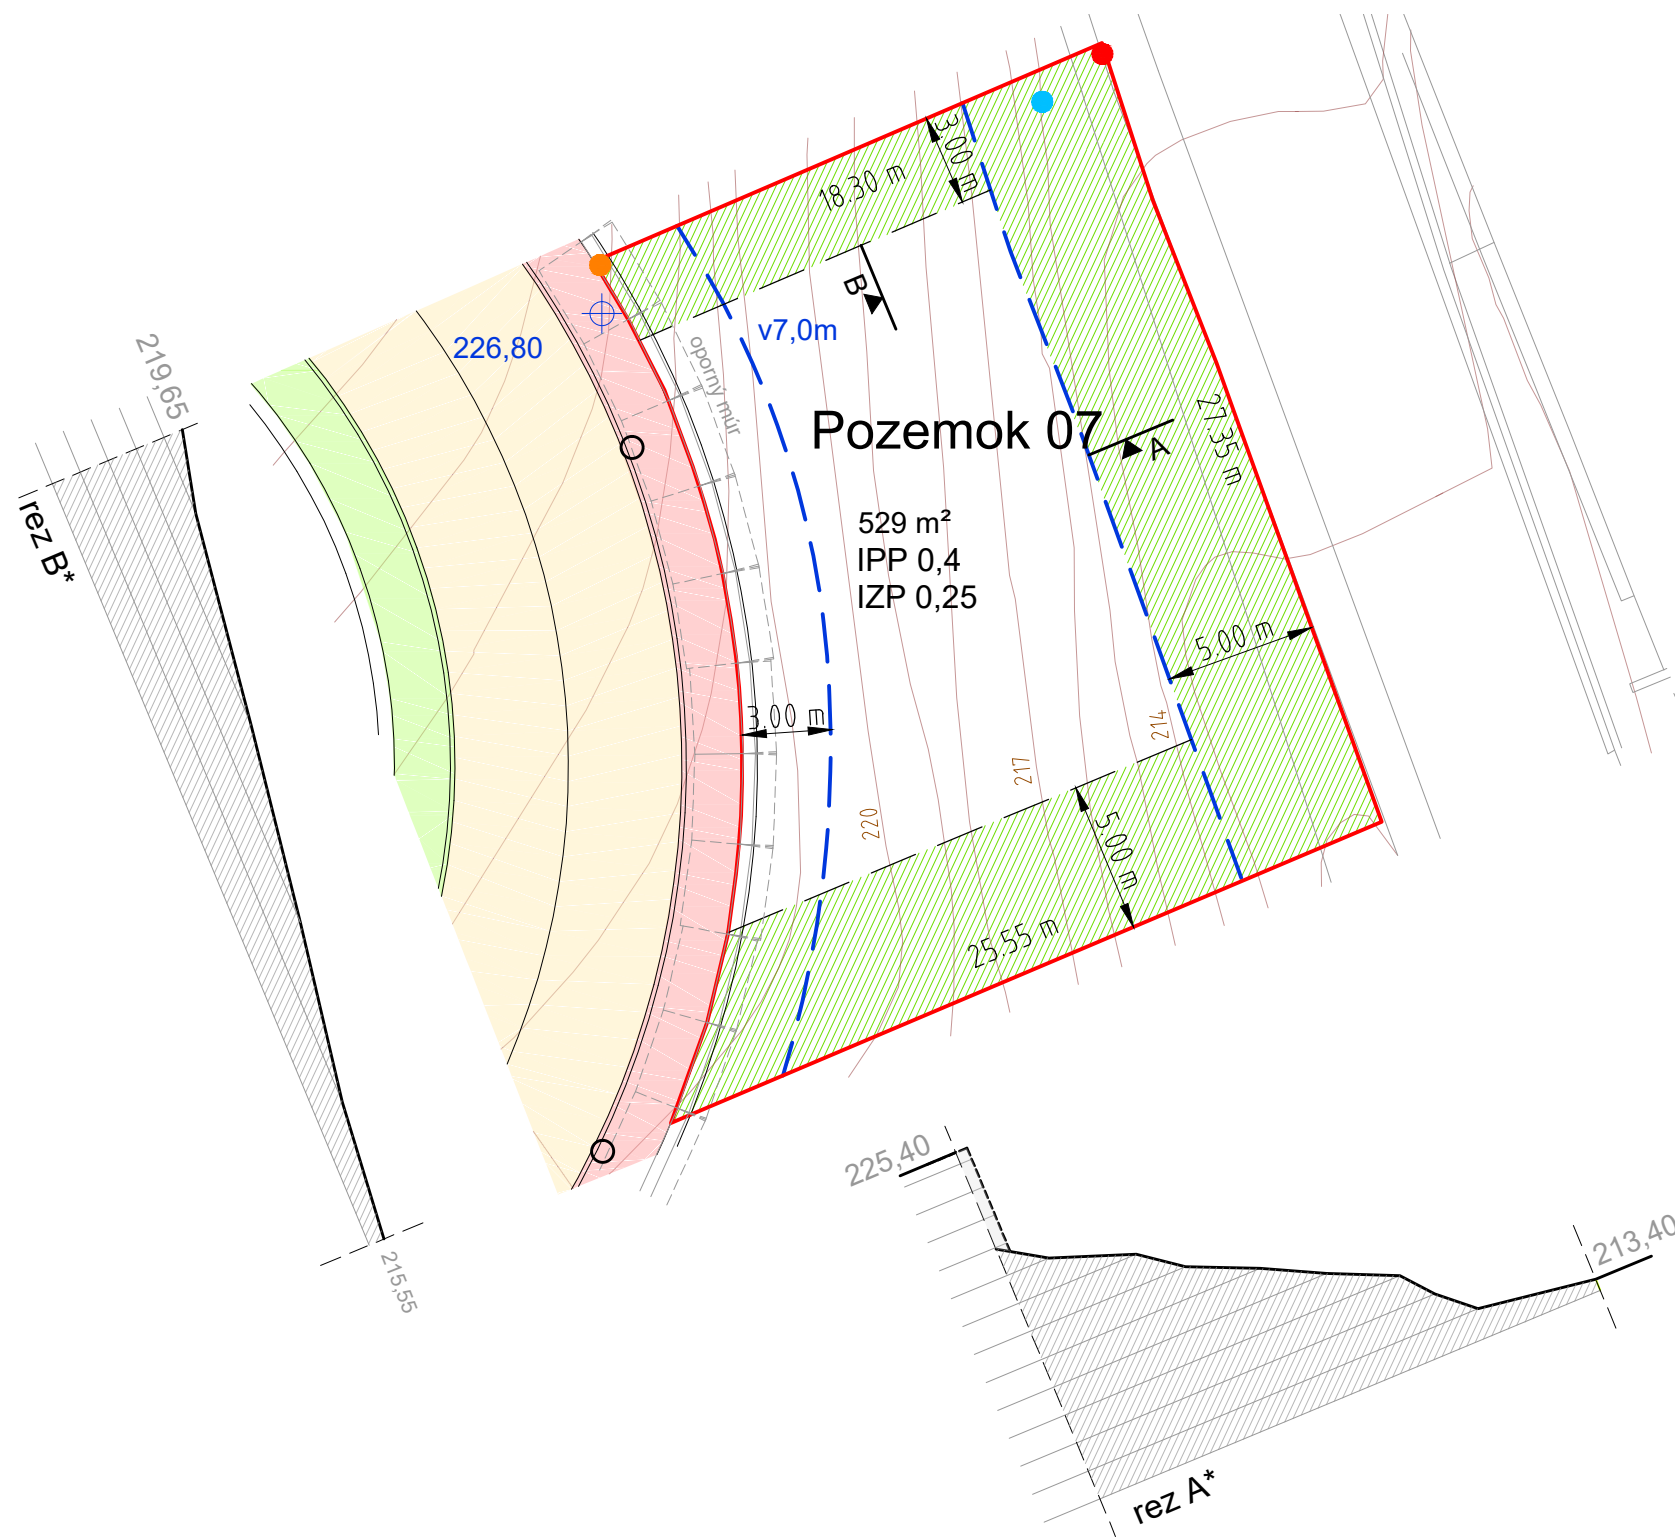 18.30 m
3.00 m
B
v7,0m
226,80
219,65
oporný múr
Pozemok 07
A
27.35 m
529 m²
IPP 0,4
IZP 0,25
rez B*
5.00 m
3.00 m
214
217
220
5.00 m
25.55 m
225,40
213,40
215,55
rez A*